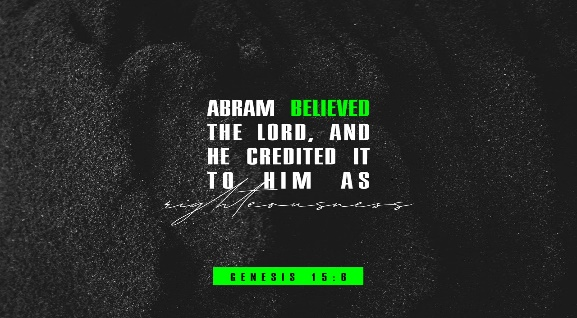 ABRAM BELIEVED
THE LORD, AND
HE CREDITED IT
TO HIM AS
righteousness
GENESIS 15:6